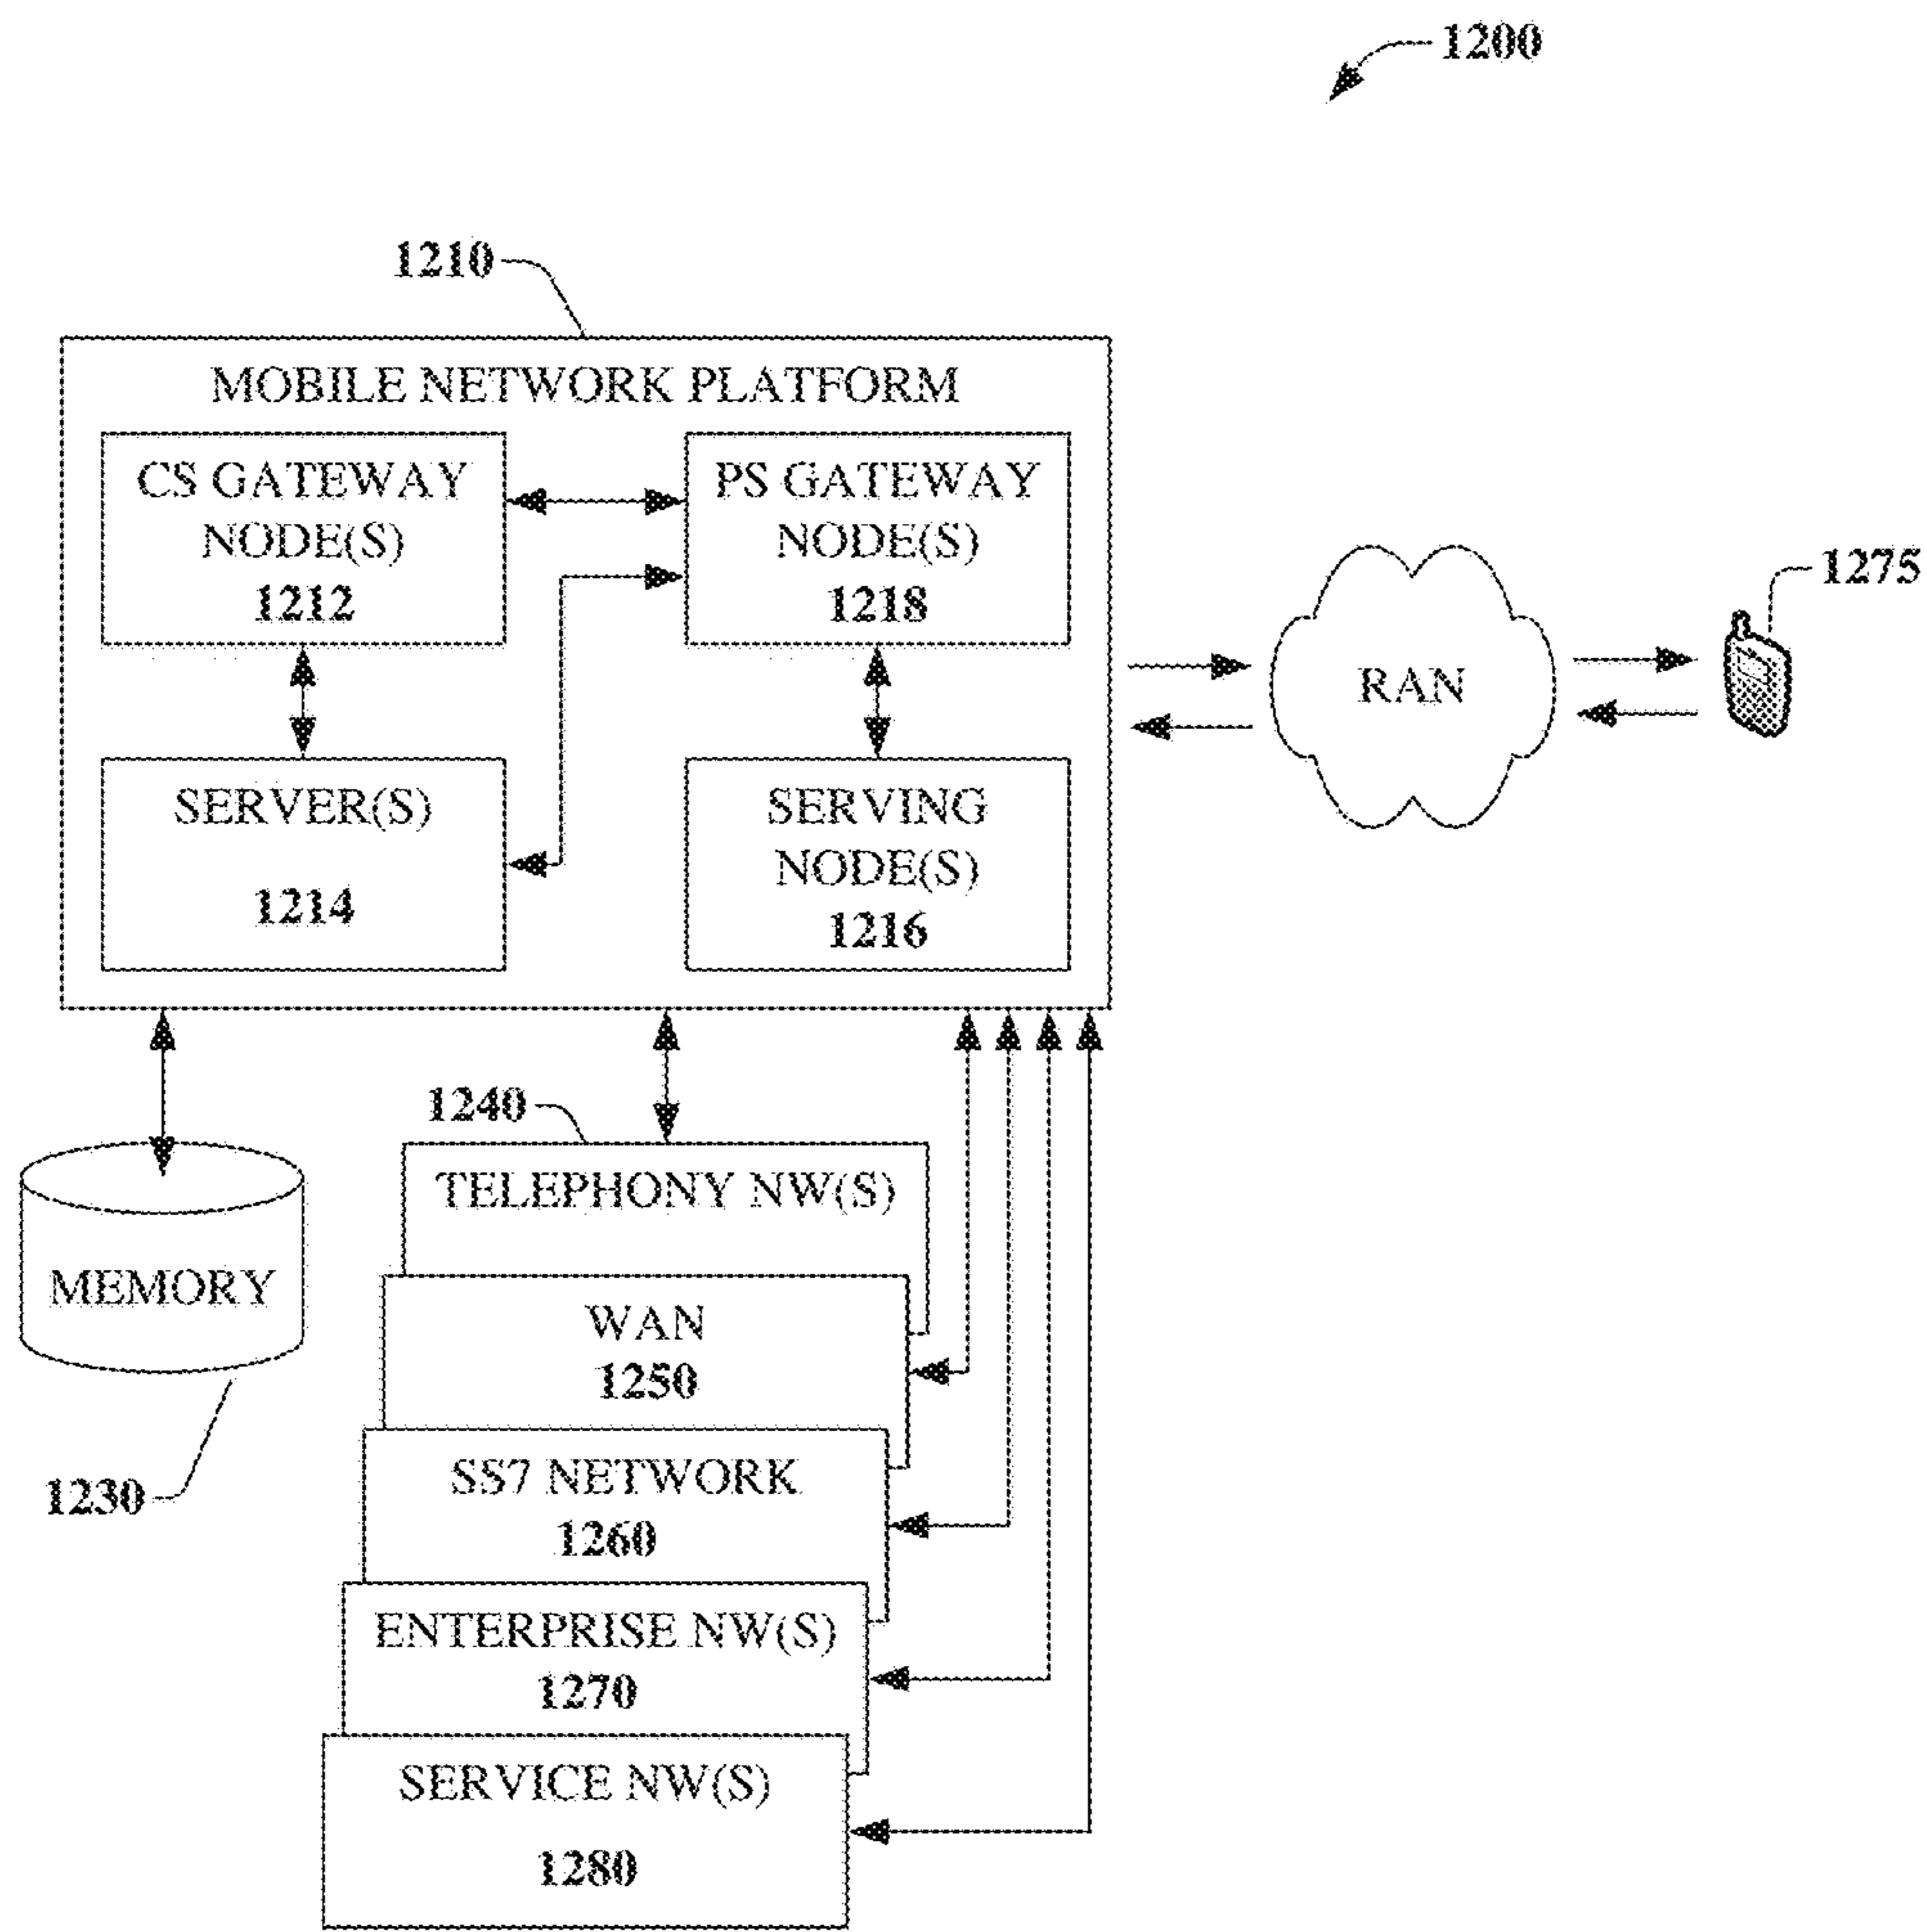 1200
1210
MOBILE NETWORK PLATFORM
CS GATEWAY
NODE(S)
1212
PS GATEWAY
NODE(S)
1218
SERVER(S)
1214
SERVING
NODE(S)
1216
RAN
1275
1240
TELEPHONY NW(S)
MEMORY
1230
WAN
1250
SS7 NETWORK
1260
ENTERPRISE NW(S)
1270
SERVICE NW(S)
1280